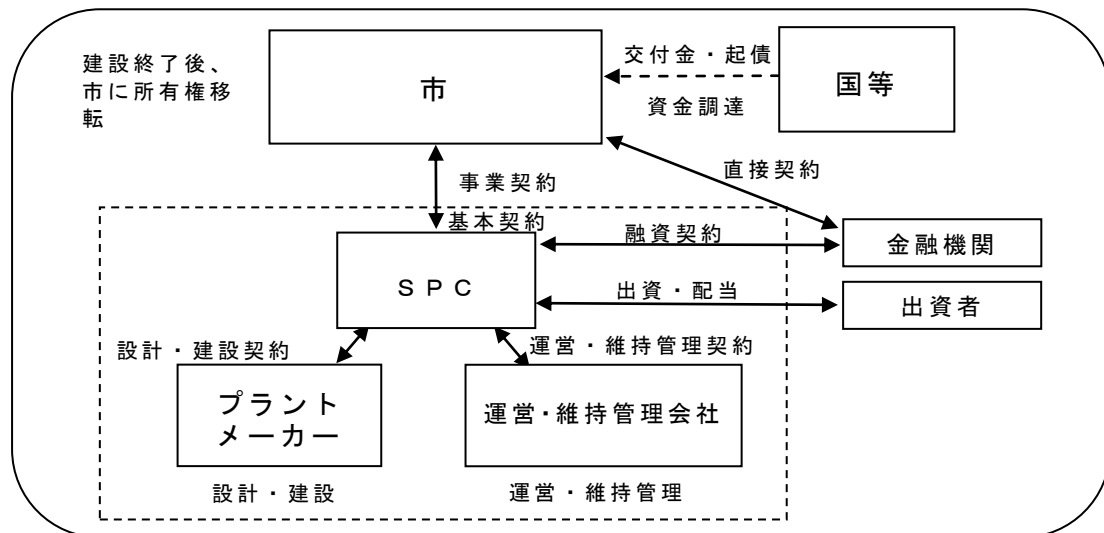 建設終了後、
市に所有権移
転
市
交付金・起債
資金調達
国等
事業契約
直接契約
基本契約
融資契約
金融機関
ＳＰＣ
出資・配当
出資者
設計・建設契約
運営・維持管理契約
プラント
メーカー
運営・維持管理会社
設計・建設
運営・維持管理